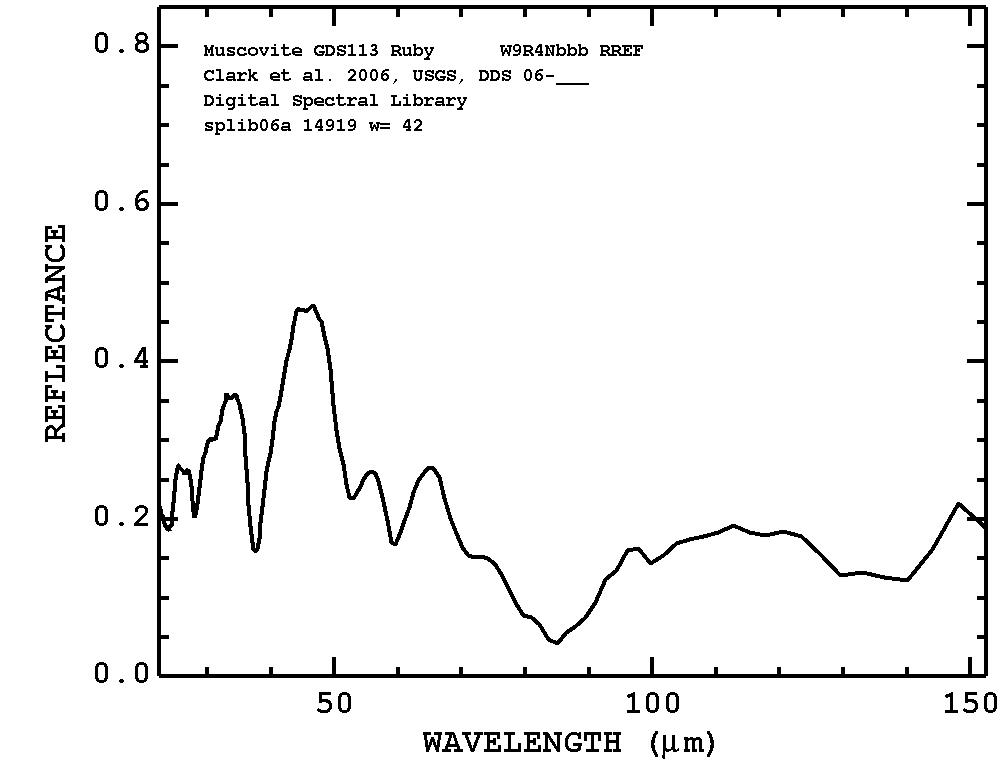 Muscovite GDS113 Ruby W9R4Nbbb RREF
Clark et al. 2006, USGS, DDS 06-___
Digital Spectral Library
splib06a 14919 w= 42
0.8
0.6
0.4
0.2
0.0
REFLECTANCE
50 100 150
WAVELENGTH (μm)